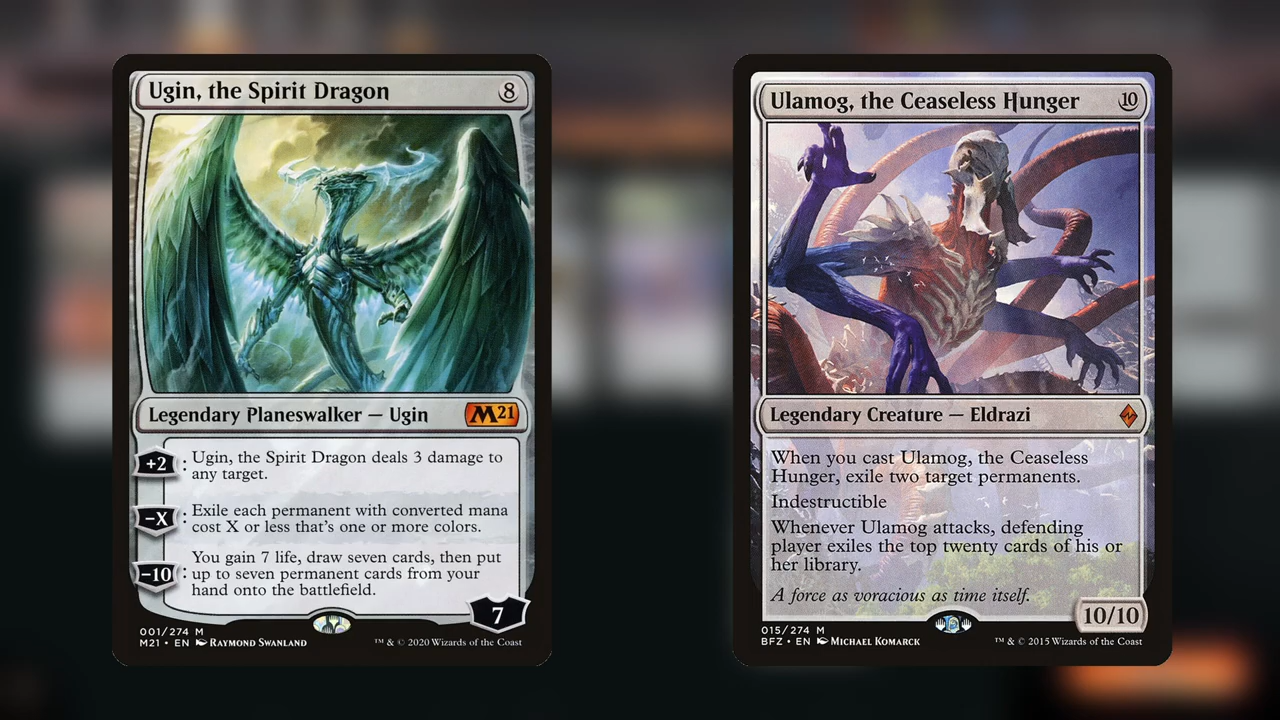 Ugin, the Spirit Dragon
8
Legendary Planeswalker — Ugin
M21
+2 : Ugin, the Spirit Dragon deals 3 damage to
any target.
−X : Exile each permanent with converted mana
cost X or less that's one or more colors.
−10 : You gain 7 life, draw seven cards, then put
up to seven permanent cards from your
hand onto the battlefield.
7
001/274 M
M21 • EN Raymond Swanland
™ & © 2020 Wizards of the Coast
Ulamog, the Ceaseless Hunger
10
Legendary Creature — Eldrazi
When you cast Ulamog, the Ceaseless
Hunger, exile two target permanents.
Indestructible
Whenever Ulamog attacks, defending
player exiles the top twenty cards of his or
her library.
A force as voracious as time itself.
10/10
015/274 M
BFZ • EN Michael Komarck
™ & © 2015 Wizards of the Coast